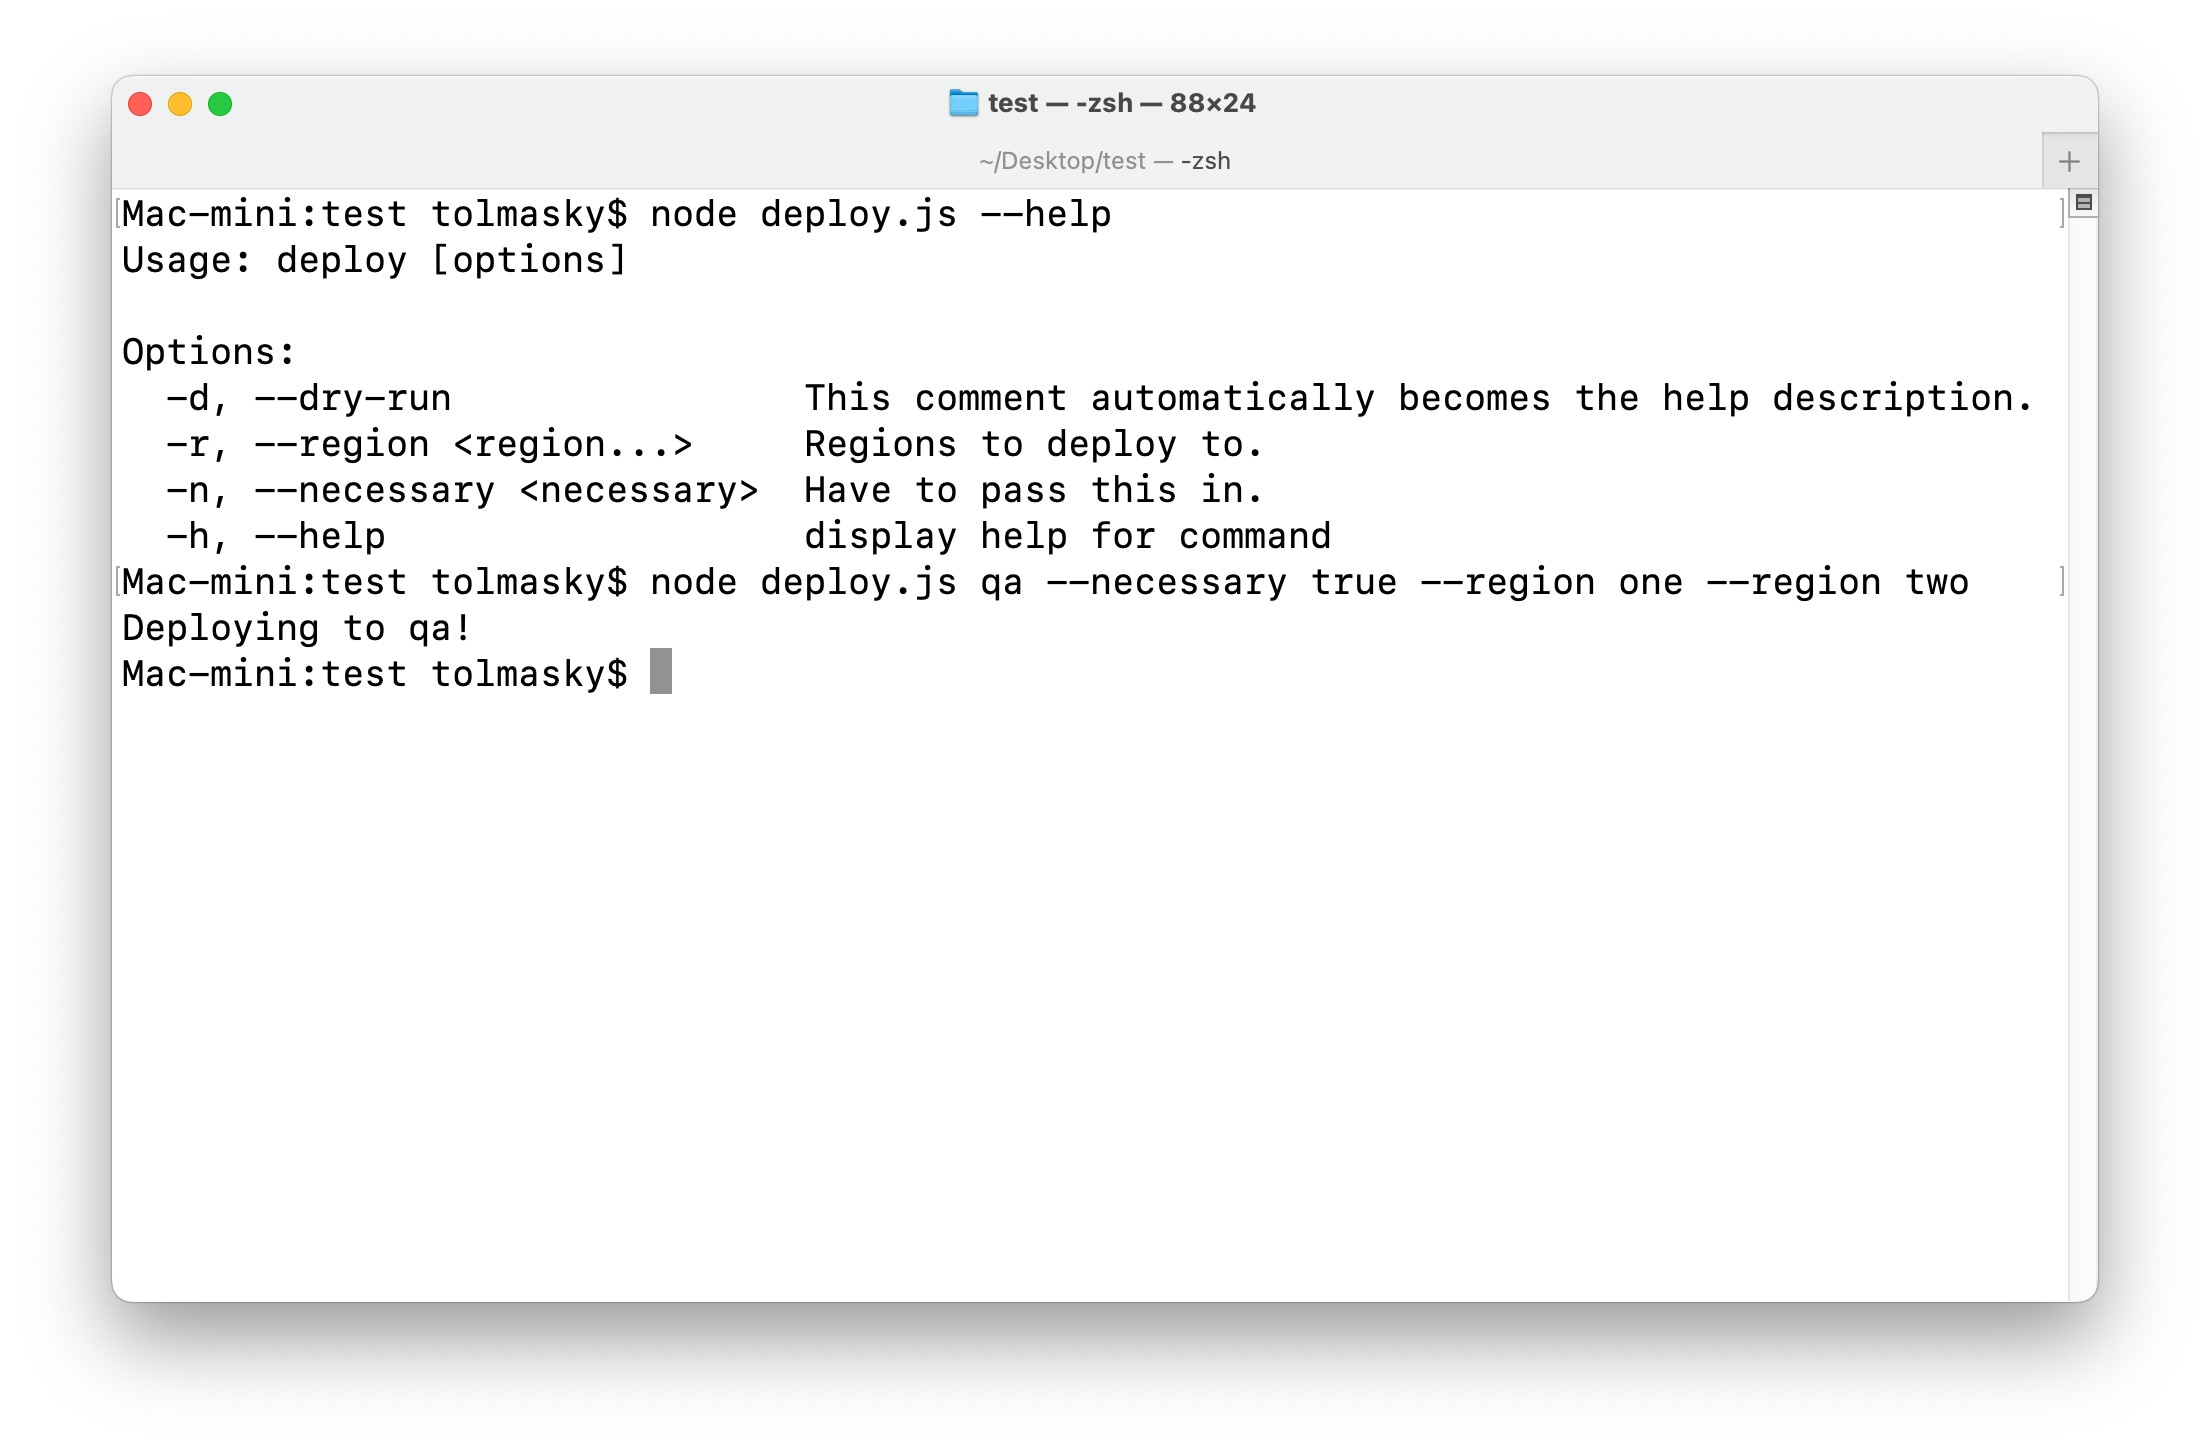 test — -zsh — 88×24
~/Desktop/test — -zsh
Mac-mini:test tolmasky$ node deploy.js --help
Usage: deploy [options]
Options:
-d, --dry-run This comment automatically becomes the help description.
-r, --region <region...> Regions to deploy to.
-n, --necessary <necessary> Have to pass this in.
-h, --help display help for command
Mac-mini:test tolmasky$ node deploy.js qa --necessary true --region one --region two
Deploying to qa!
Mac-mini:test tolmasky$